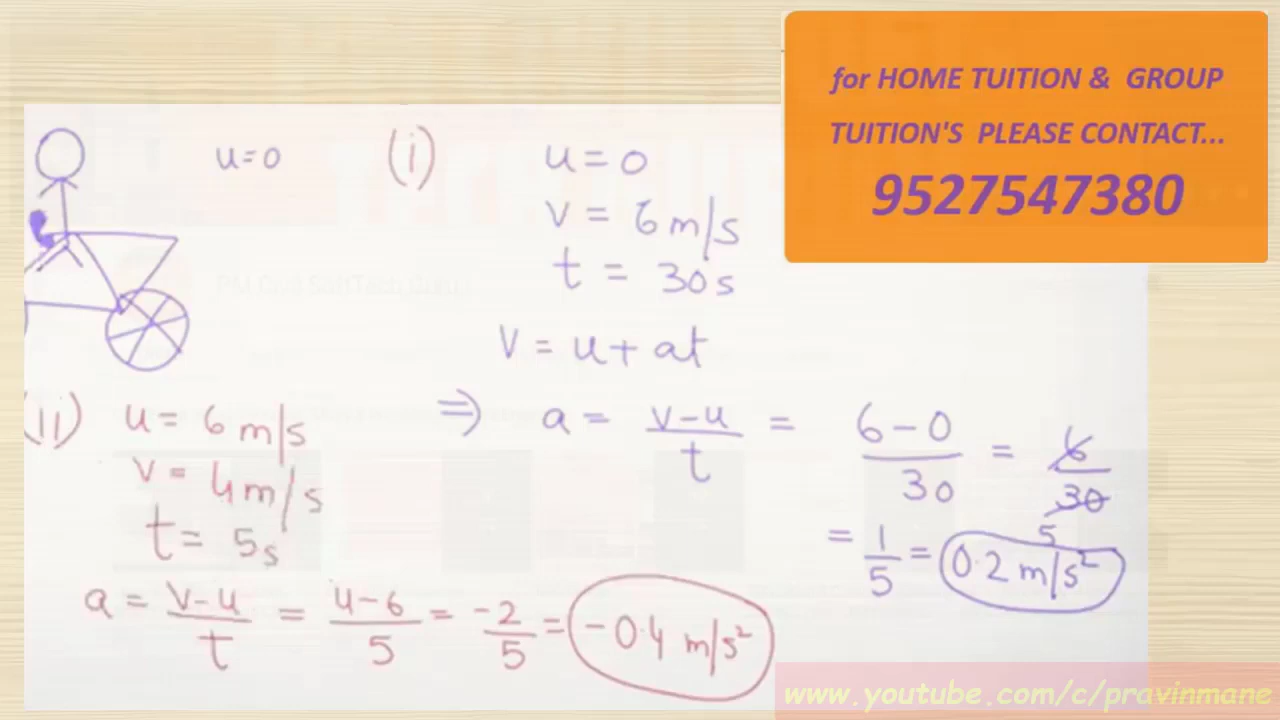 for HOME TUITION & GROUP
TUITION'S PLEASE CONTACT...
9527547380
u=0
(i)
u = 0
v = 6 m/s
t = 30 s
v = u + at
⇒ a = v-u/t = 6-0/30 = 6/30
5
= 1/5 = 0.2 m/s²
(ii) u = 6 m/s
v = 4 m/s
t = 5s
a = v-u/t = 4-6/5 = -2/5 = -0.4 m/s²
www.youtube.com/c/pravinmane